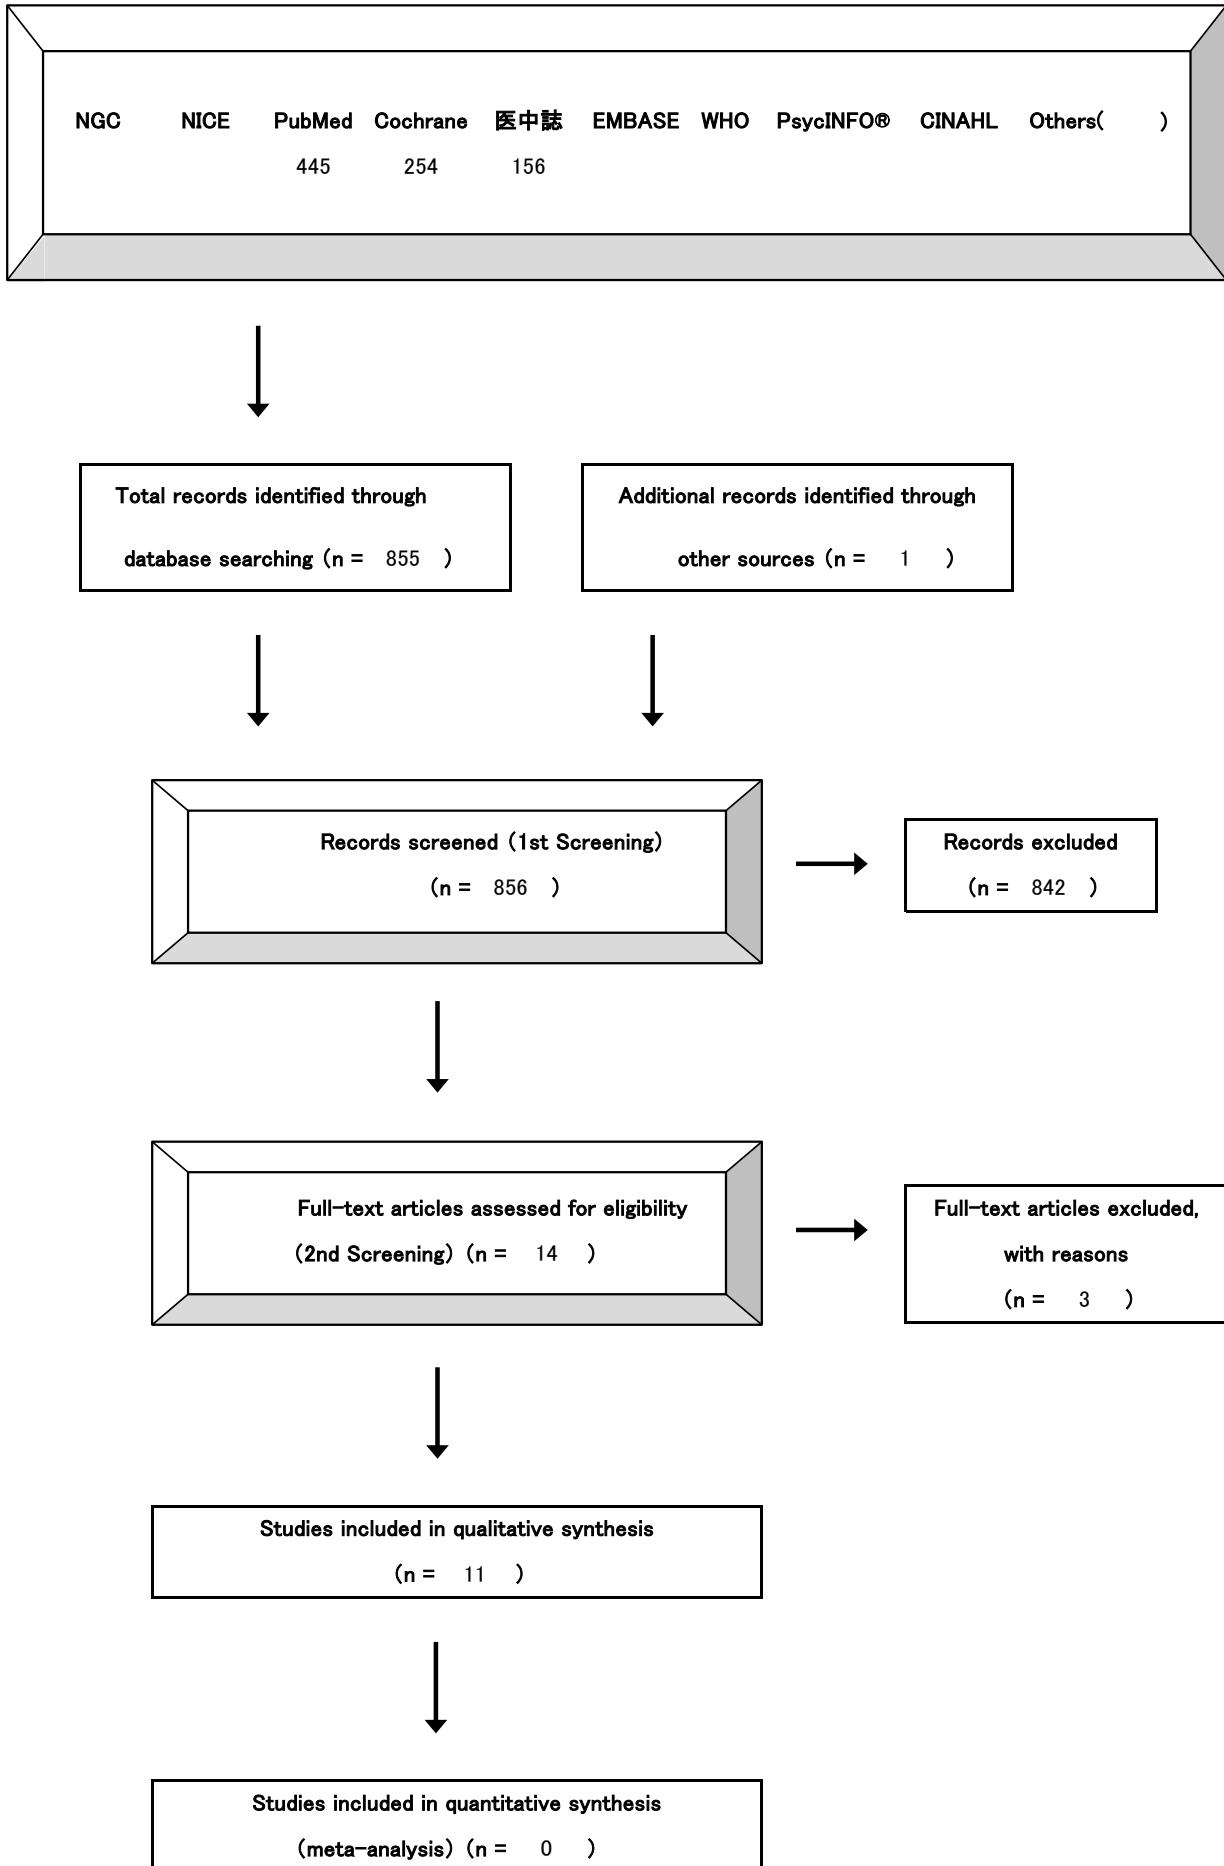 NGC NICE PubMed Cochrane 医中誌 EMBASE WHO PsycINFO® CINAHL Others( )
445 254 156
Total records identified through
database searching (n = 855 )
Additional records identified through
other sources (n = 1 )
Records screened (1st Screening)
(n = 856 )
Records excluded
(n = 842 )
Full-text articles assessed for eligibility
(2nd Screening) (n = 14 )
Full-text articles excluded,
with reasons
(n = 3 )
Studies included in qualitative synthesis
(n = 11 )
Studies included in quantitative synthesis
(meta-analysis) (n = 0 )